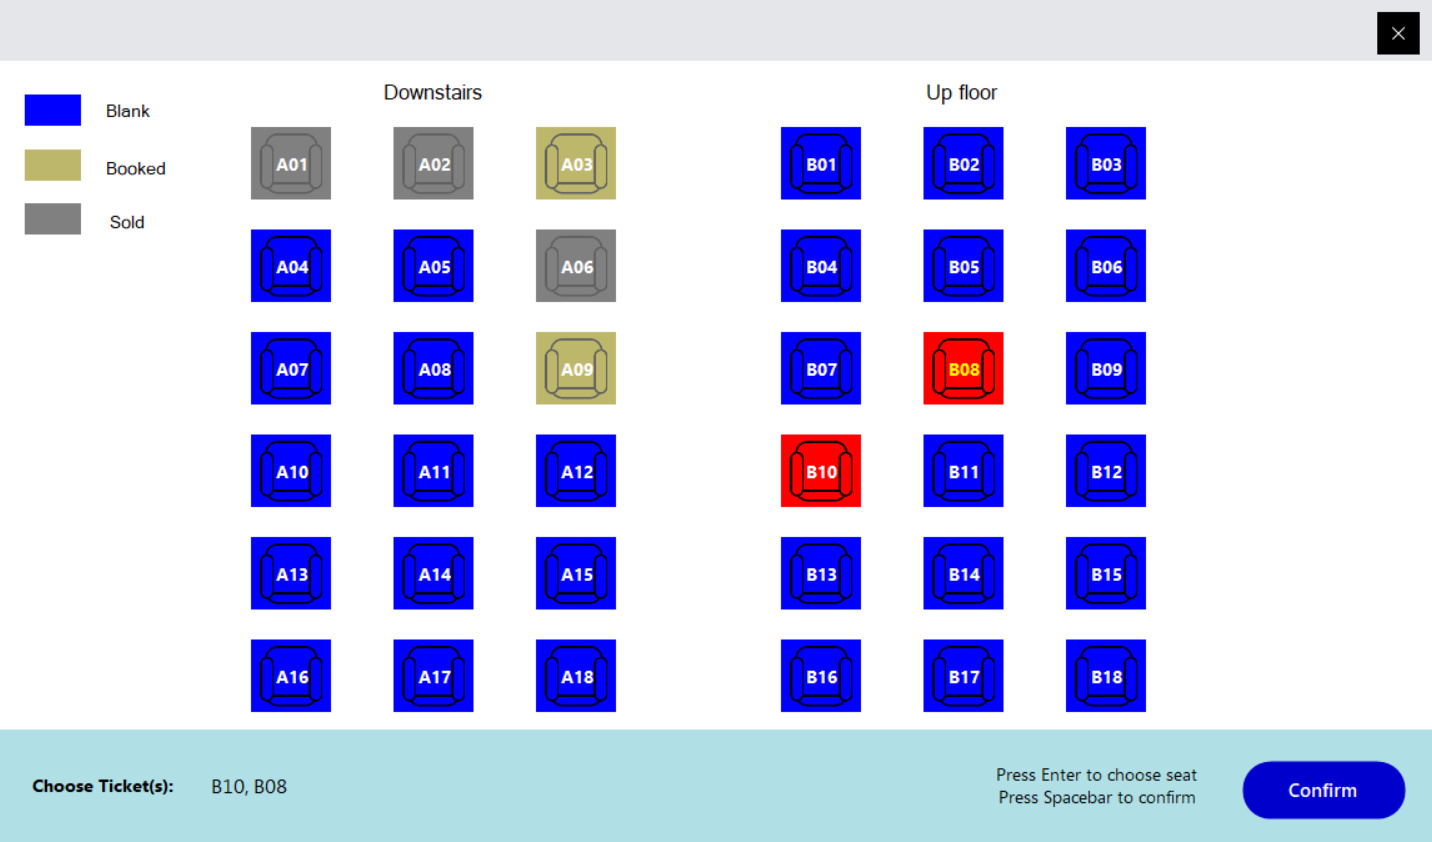 Downstairs
Up floor
Blank
Booked
Sold
A01 A02 A03
A04 A05 A06
A07 A08 A09
A10 A11 A12
A13 A14 A15
A16 A17 A18
B01 B02 B03
B04 B05 B06
B07 B08 B09
B10 B11 B12
B13 B14 B15
B16 B17 B18
Choose Ticket(s): B10, B08
Press Enter to choose seat
Press Spacebar to confirm
Confirm